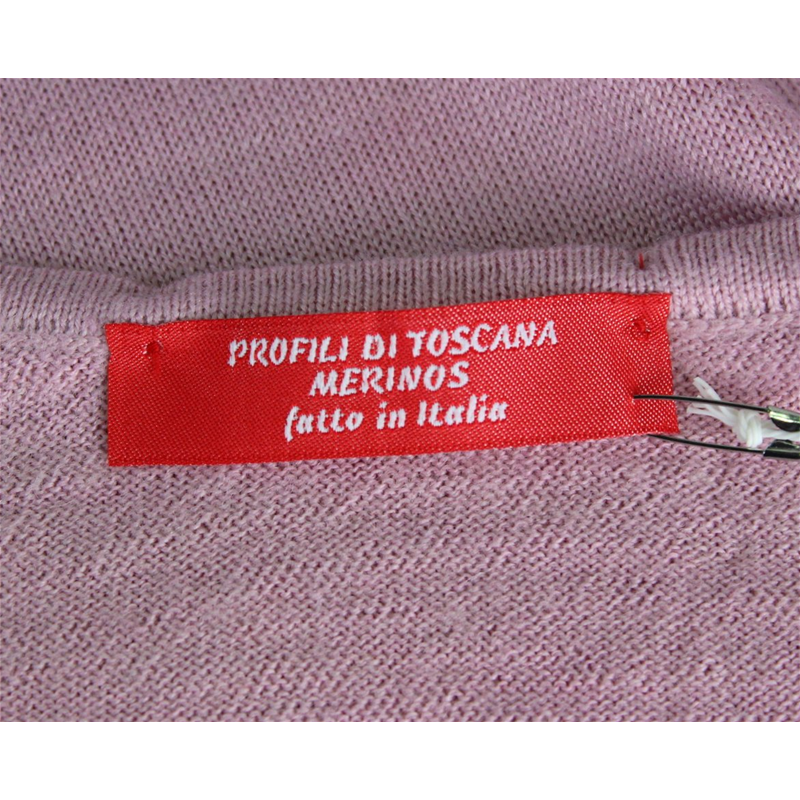 PROFILI DI TOSCANA
MERINOS
fatto in Italia